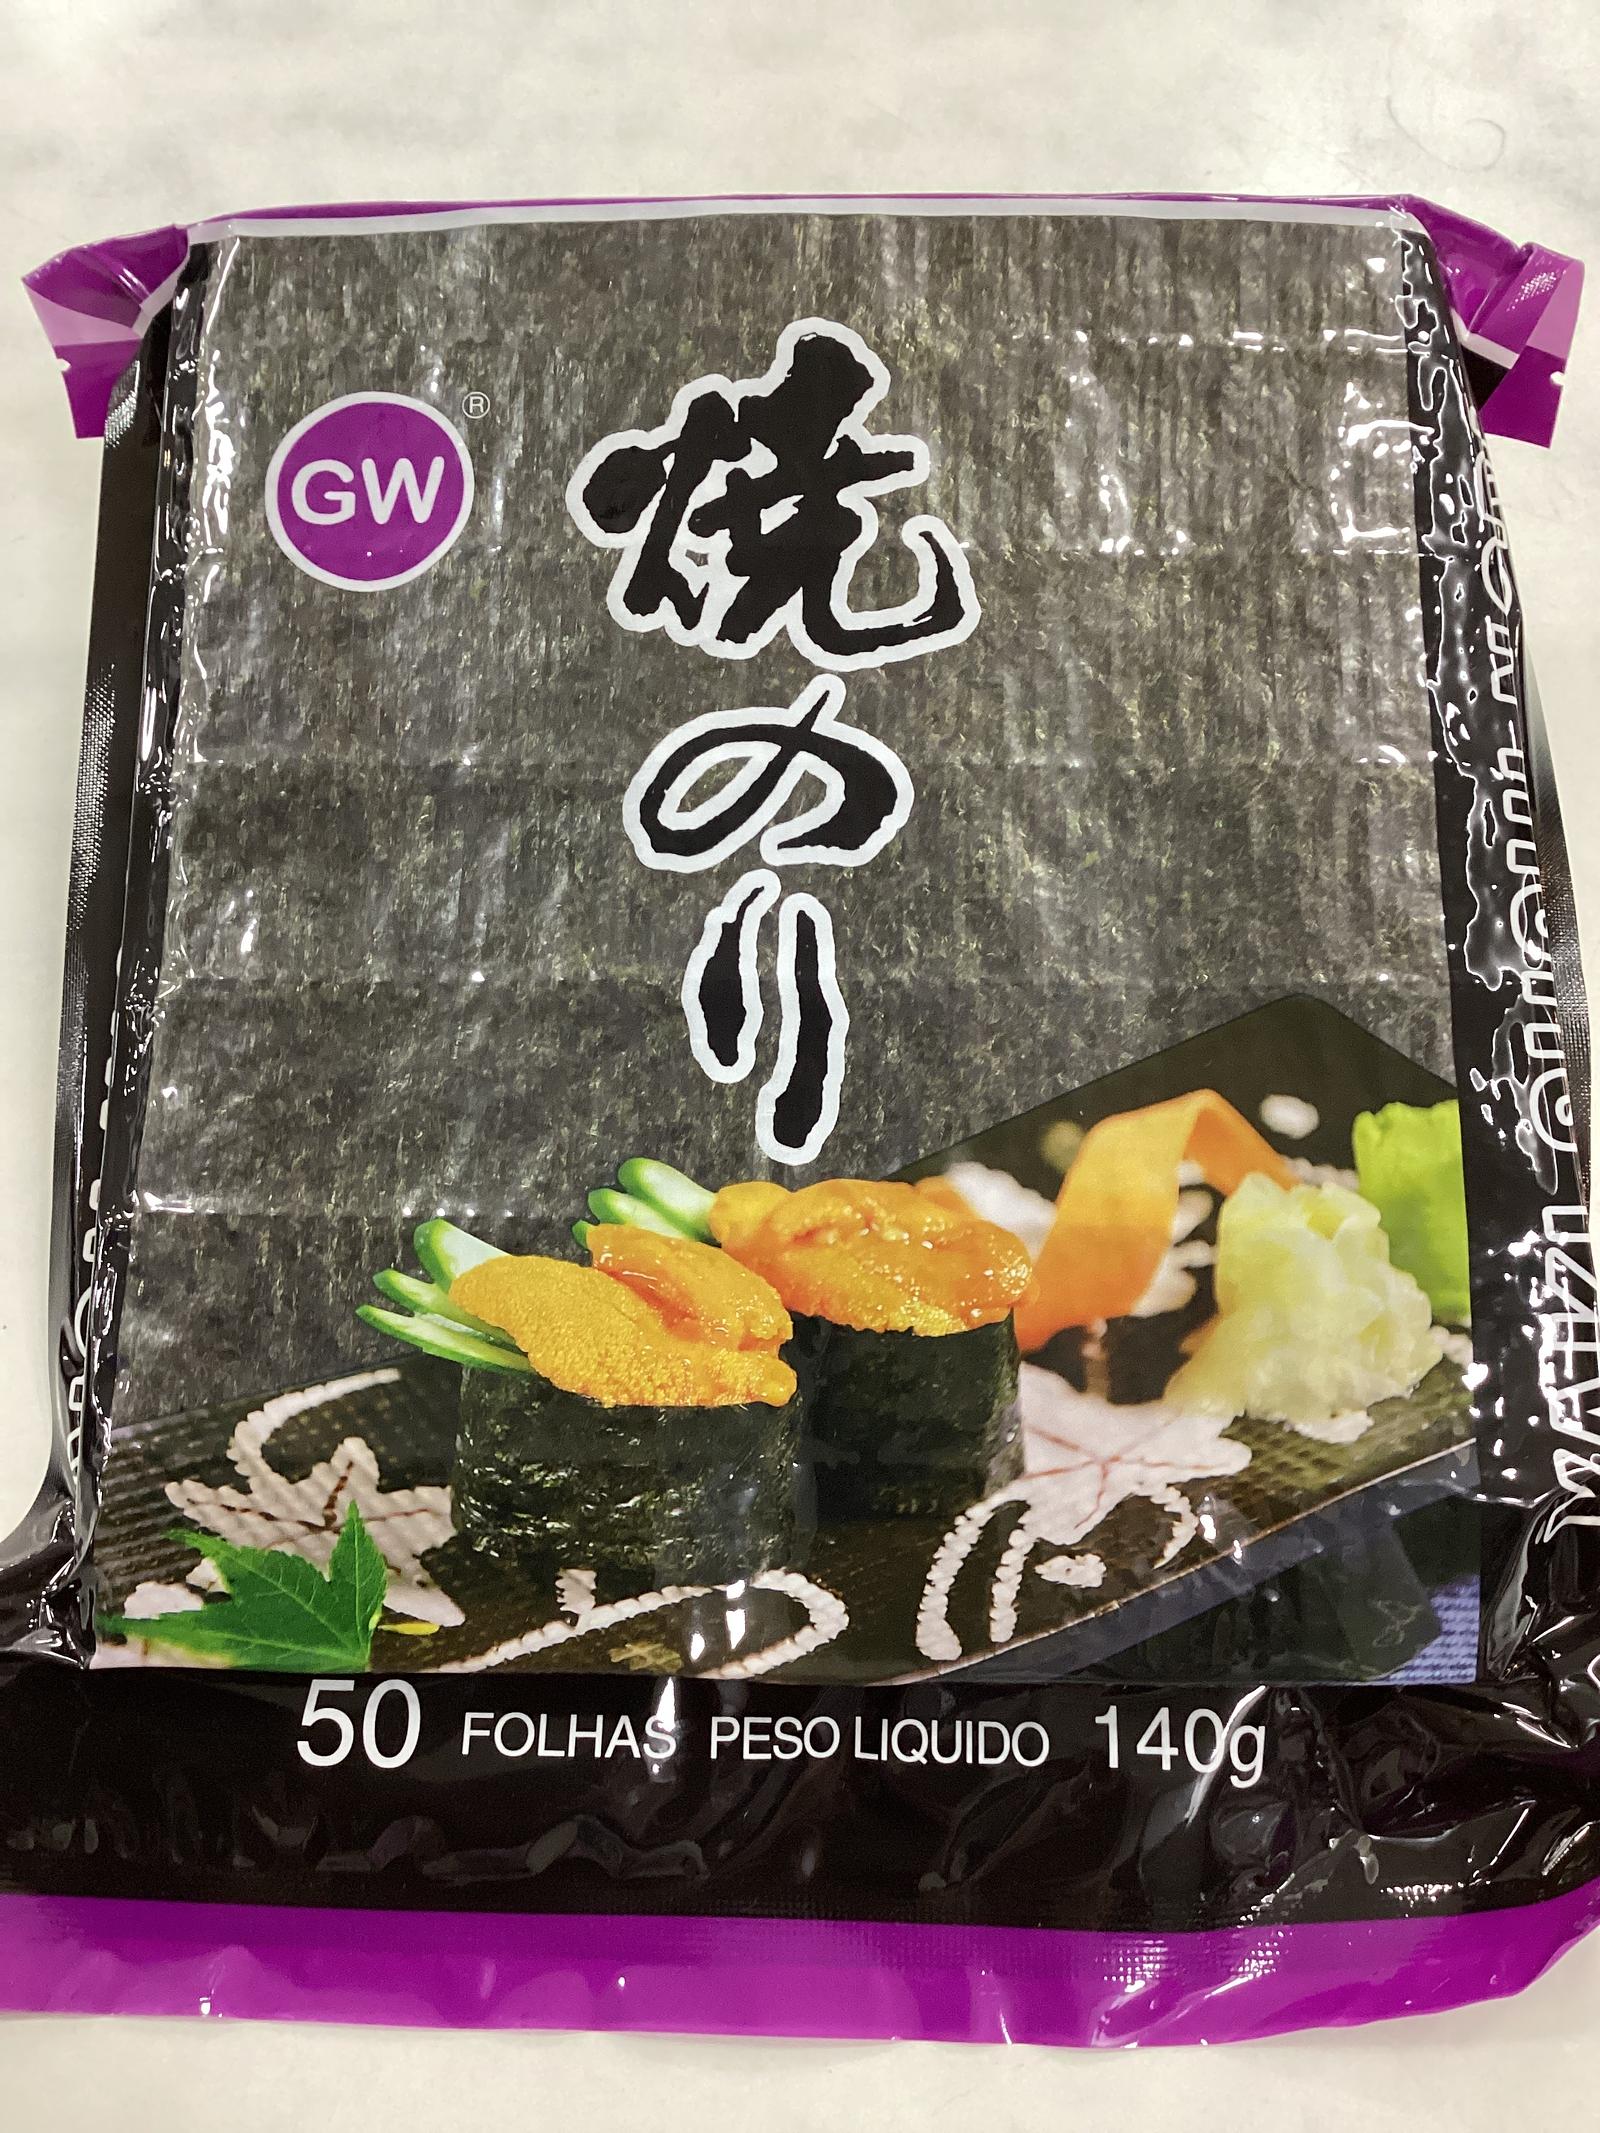 GW®
焼のり
50 FOLHAS PESO LIQUIDO 140g